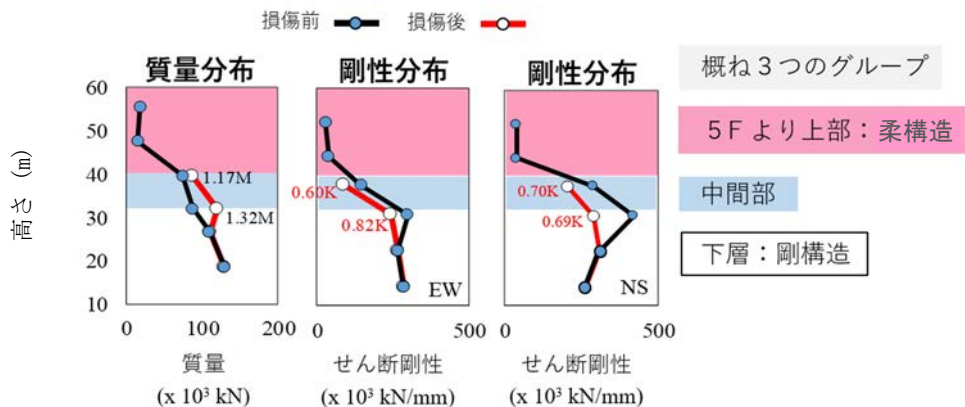 損傷前 損傷後
質量分布
剛性分布
剛性分布
概ね３つのグループ
5Fより上部：柔構造
中間部
下層：剛構造
高さ (m)
60
50
40
30
20
10
1.17M
1.32M
0 100 200
質量
(x 10³ kN)
0.60K
0.82K
EW
0 500
せん断剛性
(x 10³ kN/mm)
0.70K
0.69K
NS
0 500
せん断剛性
(x 10³ kN/mm)